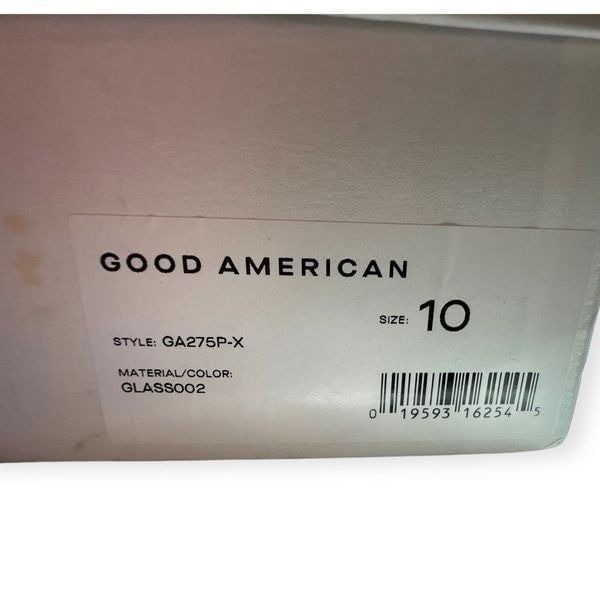 GOOD AMERICAN
SIZE: 10
STYLE: GA275P-X
MATERIAL/COLOR:
GLASS002
0 19593 16254 5